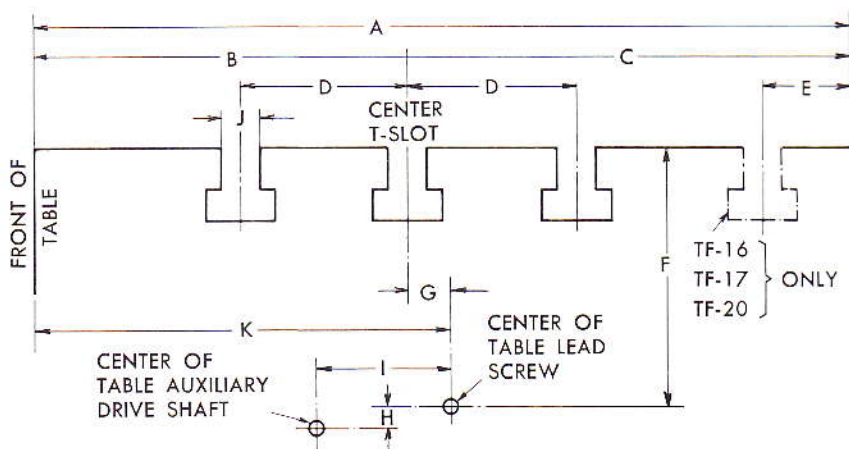 A
B
C
D
D
E
CENTER
T-SLOT
J
FRONT OF
TABLE
F
TF-16
TF-17
TF-20
ONLY
G
K
CENTER OF
TABLE LEAD
SCREW
CENTER OF
TABLE AUXILIARY
DRIVE SHAFT
I
H